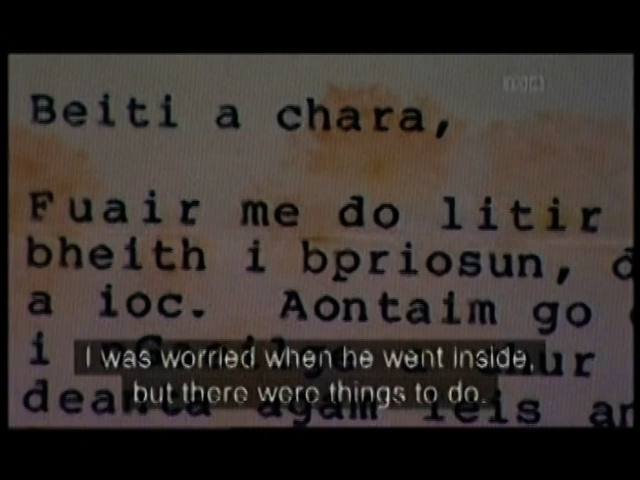 Beiti a chara,
Fuair me do litir
bheith i bpriosun,
a ioc. Aontaim go
i
I was worried when he went inside,
deanta agam leis
but there were things to do.